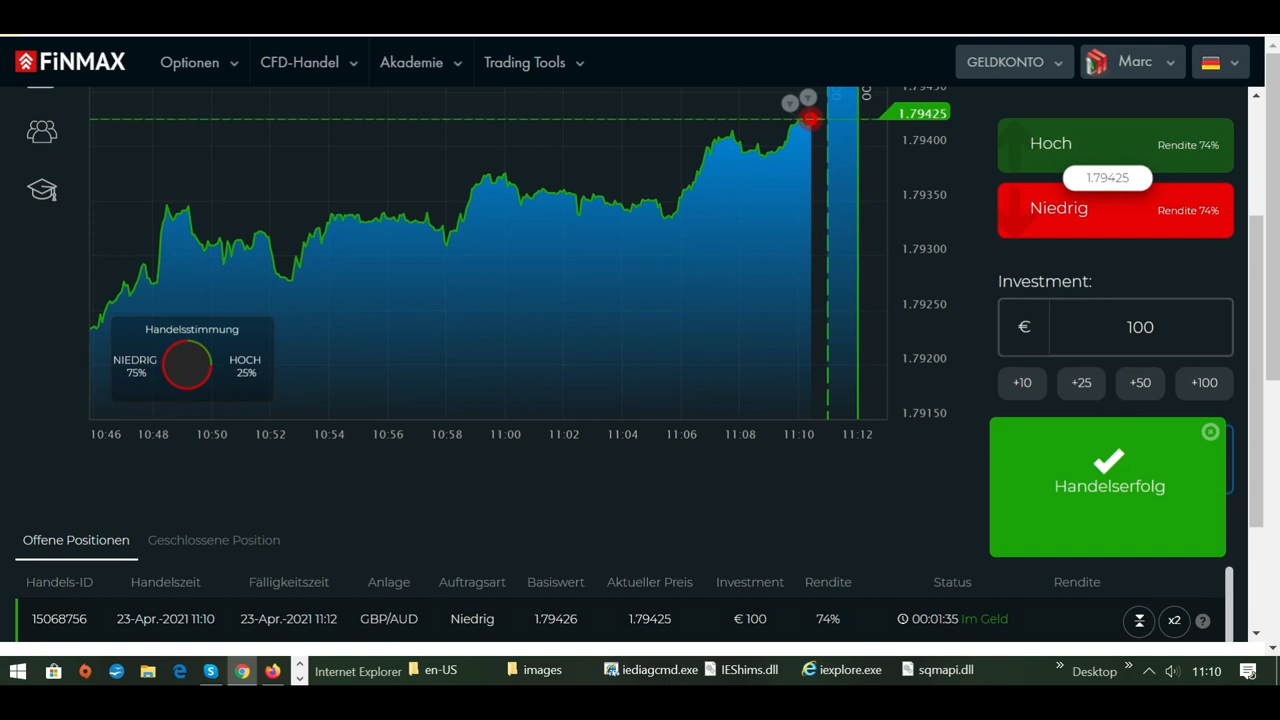 FiNMAX
Optionen
CFD-Handel
Akademie
Trading Tools
GELDKONTO
Marc
1.79450
1.79425
1.79400
1.79350
1.79300
1.79250
1.79200
1.79150
Handelsstimmung
NIEDRIG
75%
HOCH
25%
10:46 10:48 10:50 10:52 10:54 10:56 10:58 11:00 11:02 11:04 11:06 11:08 11:10 11:12
Hoch Rendite 74%
1.79425
Niedrig Rendite 74%
Investment:
€ 100
+10 +25 +50 +100
Handelserfolg
Offene Positionen Geschlossene Position
Handels-ID Handelszeit Fälligkeitszeit Anlage Auftragsart Basiswert Aktueller Preis Investment Rendite Status Rendite
15068756 23-Apr.-2021 11:10 23-Apr.-2021 11:12 GBP/AUD Niedrig 1.79426 1.79425 € 100 74% 00:01:35 Im Geld x2 ?
Internet Explorer en-US images iediagcmd.exe IEShims.dll iexplore.exe sqmapi.dll » Desktop » 11:10